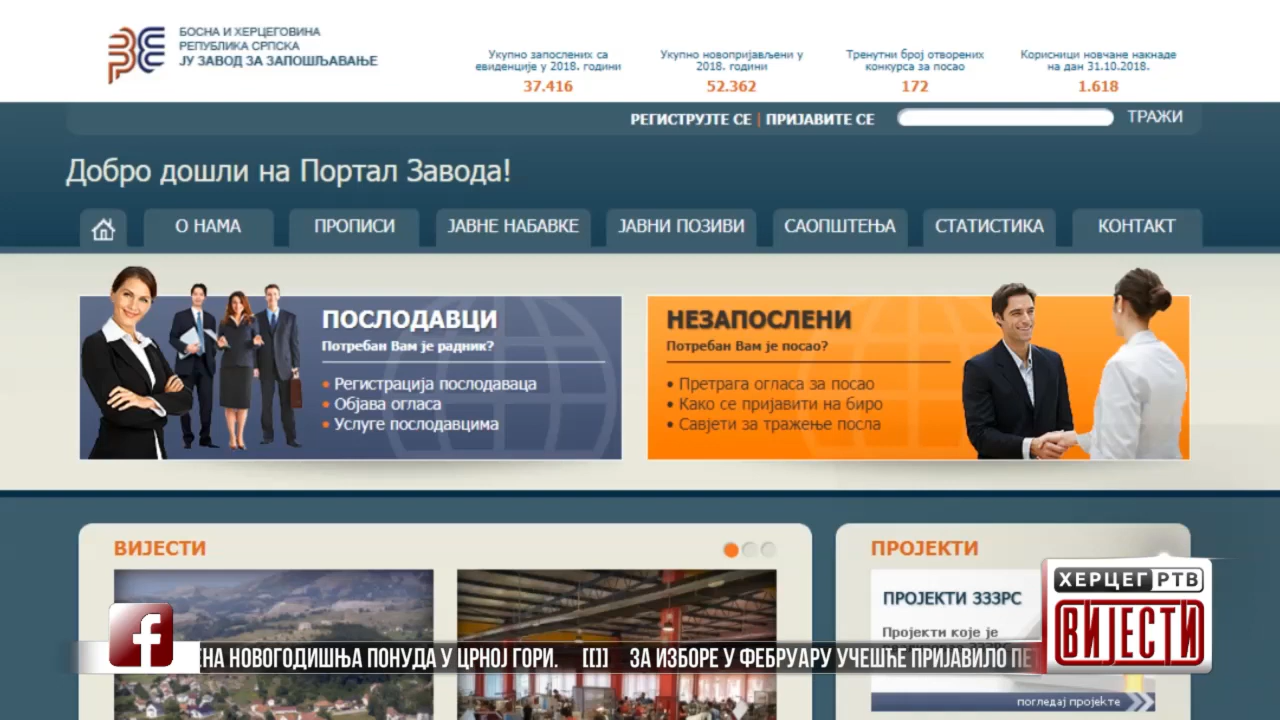 БОСНА И ХЕРЦЕГОВИНА
РЕПУБЛИКА СРПСКА
ЈУ ЗАВОД ЗА ЗАПОШЉАВАЊЕ
Укупно запослених са
евиденције у 2018. години
37.416
Укупно новопријављени у
2018. години
52.362
Тренутни број отворених
конкурса за посао
172
Корисници новчане накнаде
на дан 31.10.2018.
1.618
РЕГИСТРУЈТЕ СЕ | ПРИЈАВИТЕ СЕ
ТРАЖИ
Добро дошли на Портал Завода!
О НАМА
ПРОПИСИ
ЈАВНЕ НАБАВКЕ
ЈАВНИ ПОЗИВИ
САОПШТЕЊА
СТАТИСТИКА
КОНТАКТ
ПОСЛОДАВЦИ
Потребан Вам је радник?
• Регистрација послодаваца
• Објава огласа
• Услуге послодавцима
НЕЗАПОСЛЕНИ
Потребан Вам је посао?
• Претрага огласа за посао
• Како се пријавити на биро
• Савјети за тражење посла
ВИЈЕСТИ
ПРОЈЕКТИ
ПРОЈЕКТИ ЗЗЗРС
Пројекти које је
погледај пројекте
ХЕРЦЕГ РТВ
ВИЈЕСТИ
НОВОГОДИШЊА ПОНУДА У ЦРНОЈ ГОРИ. [[]] ЗА ИЗБОРЕ У ФЕБРУАРУ УЧЕШЋЕ ПРИЈАВИЛО